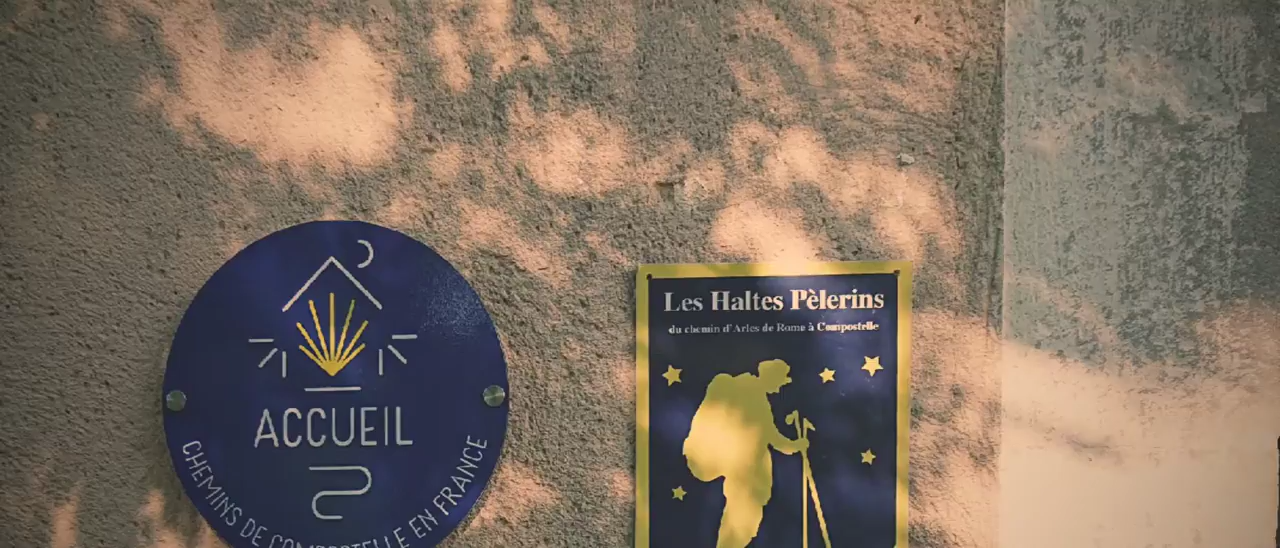 ACCUEIL
CHEMINS DE COMPOSTELLE EN FRANCE
Les Haltes Pèlerins
du chemin d'Arles de Rome à Compostelle